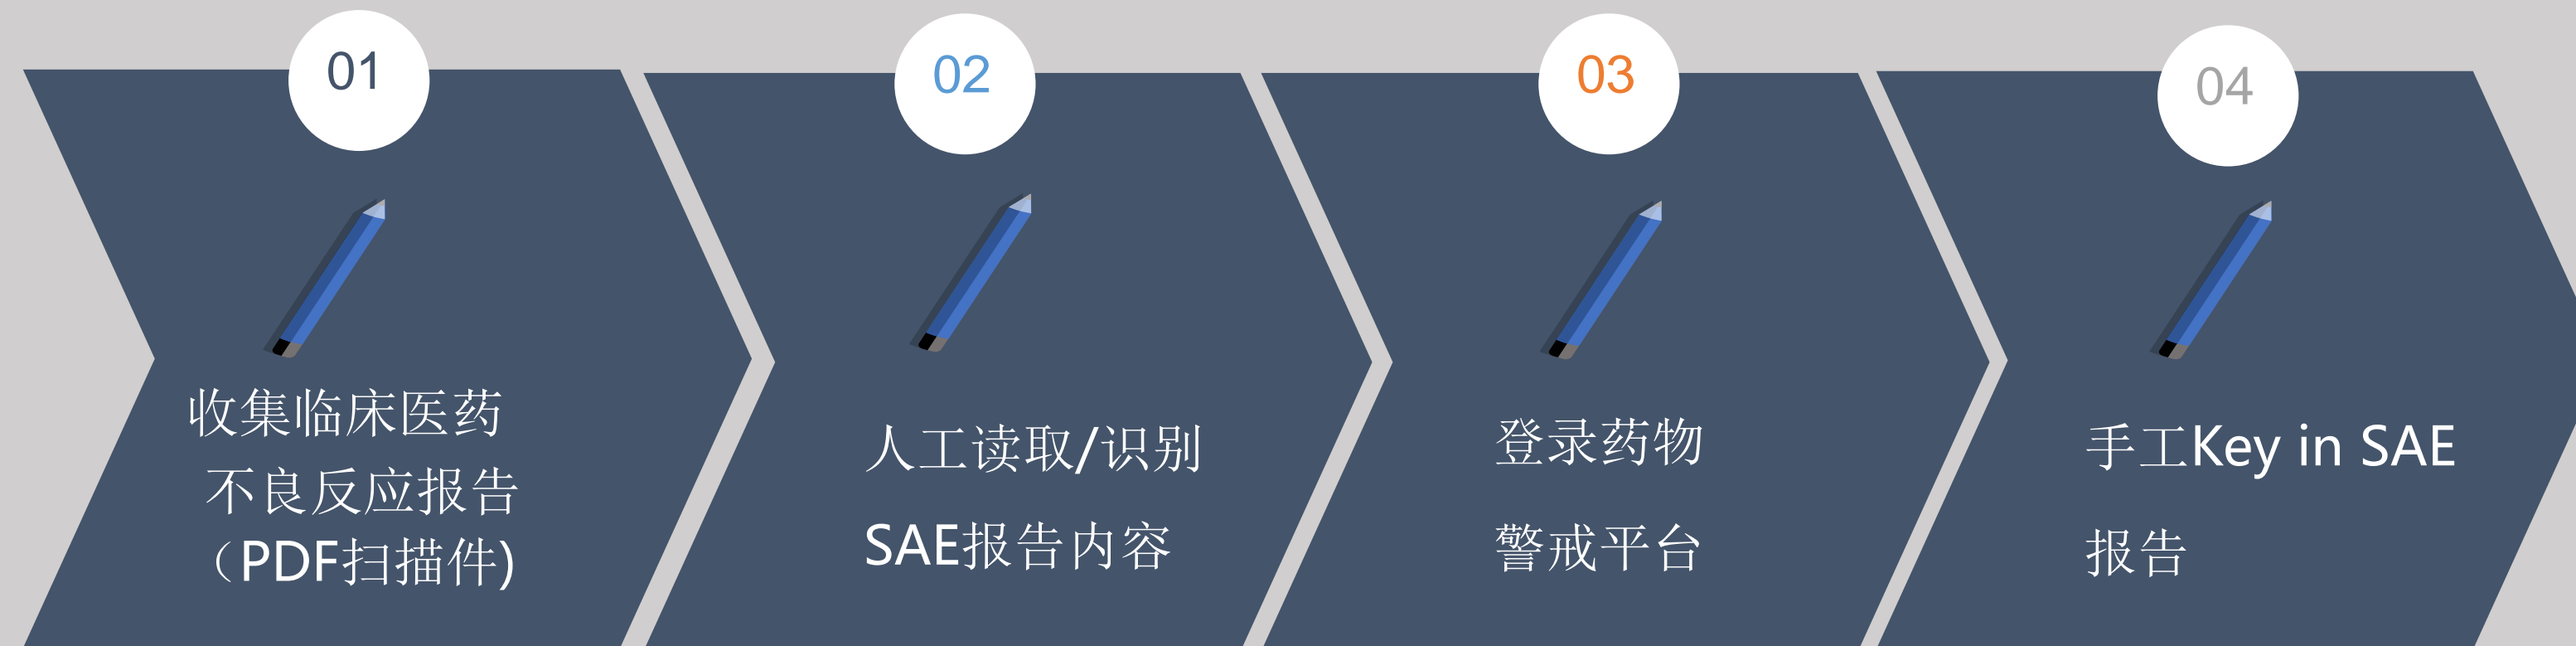 01
收集临床医药
不良反应报告
（PDF扫描件)
02
人工读取/识别
SAE报告内容
03
登录药物
警戒平台
04
手工Key in SAE
报告